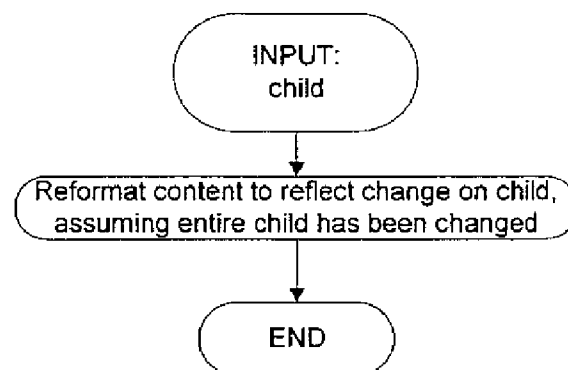 INPUT:
child
Reformat content to reflect change on child,
assuming entire child has been changed
END